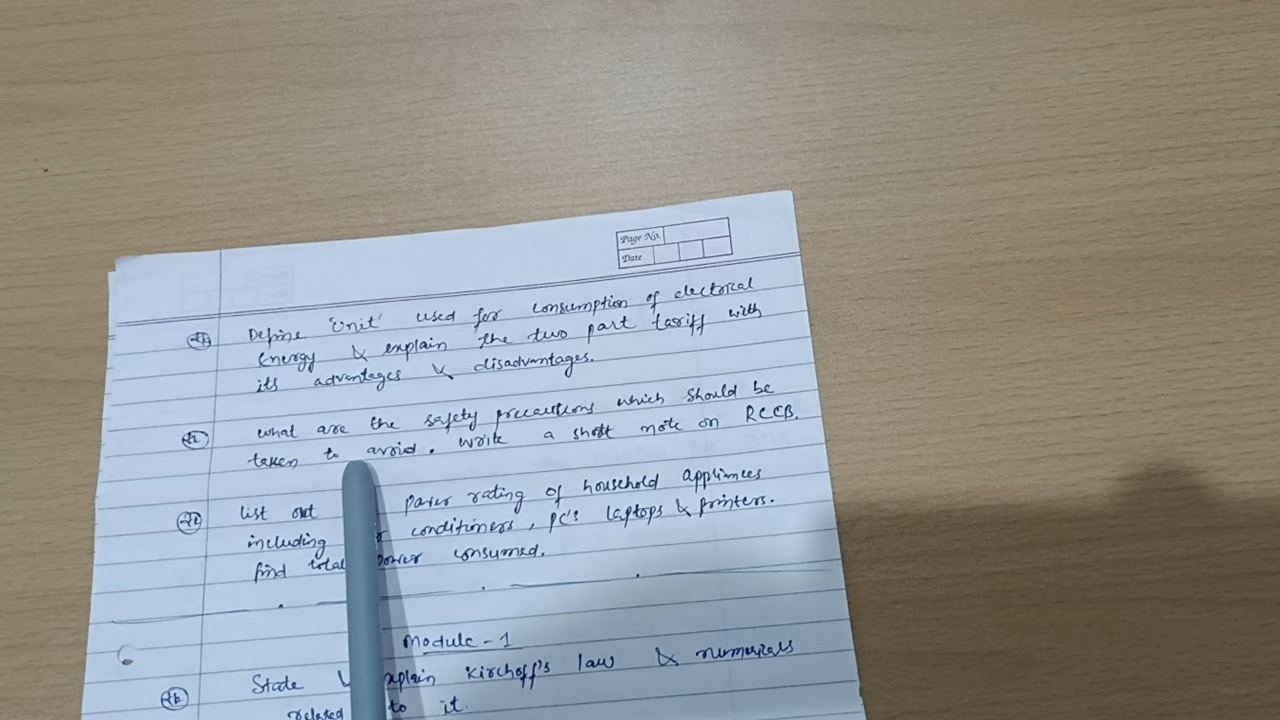 Page No.
Date
Define 'Unit' used for consumption of electrical
Energy & explain the two part tariff with
its advantages & disadvantages.
what are the safety precautions which should be
taken to avoid. Write a short note on RCCB.
List out power rating of household appliances
including conditioners, PC's laptops & printers.
find total power consumed.
Module - 1
State & explain Kirchoff's law & numericals
related to it.